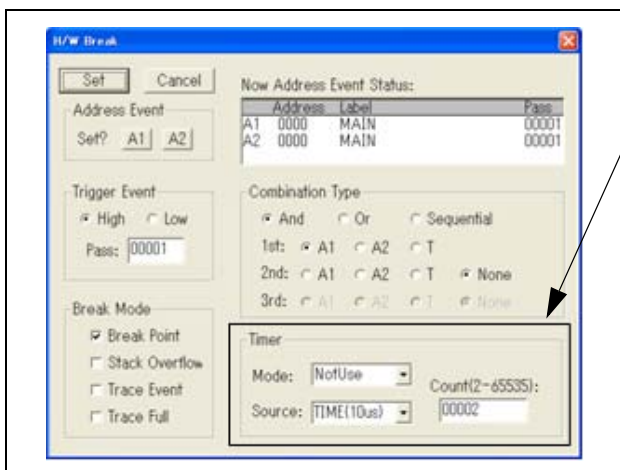 H/W Break
Set Cancel
Address Event
Set? A1 A2
Now Address Event Status:
Address Label Pass
A1 0000 MAIN 00001
A2 0000 MAIN 00001
Trigger Event
High Low
Pass: 00001
Combination Type
And Or Sequential
1st: A1 A2 T
2nd: A1 A2 T None
3rd: A1 A2 T None
Break Mode
Break Point
Stack Overflow
Trace Event
Trace Full
Timer
Mode: NotUse
Count(2-65535):
Source: TIME(10us) 00002